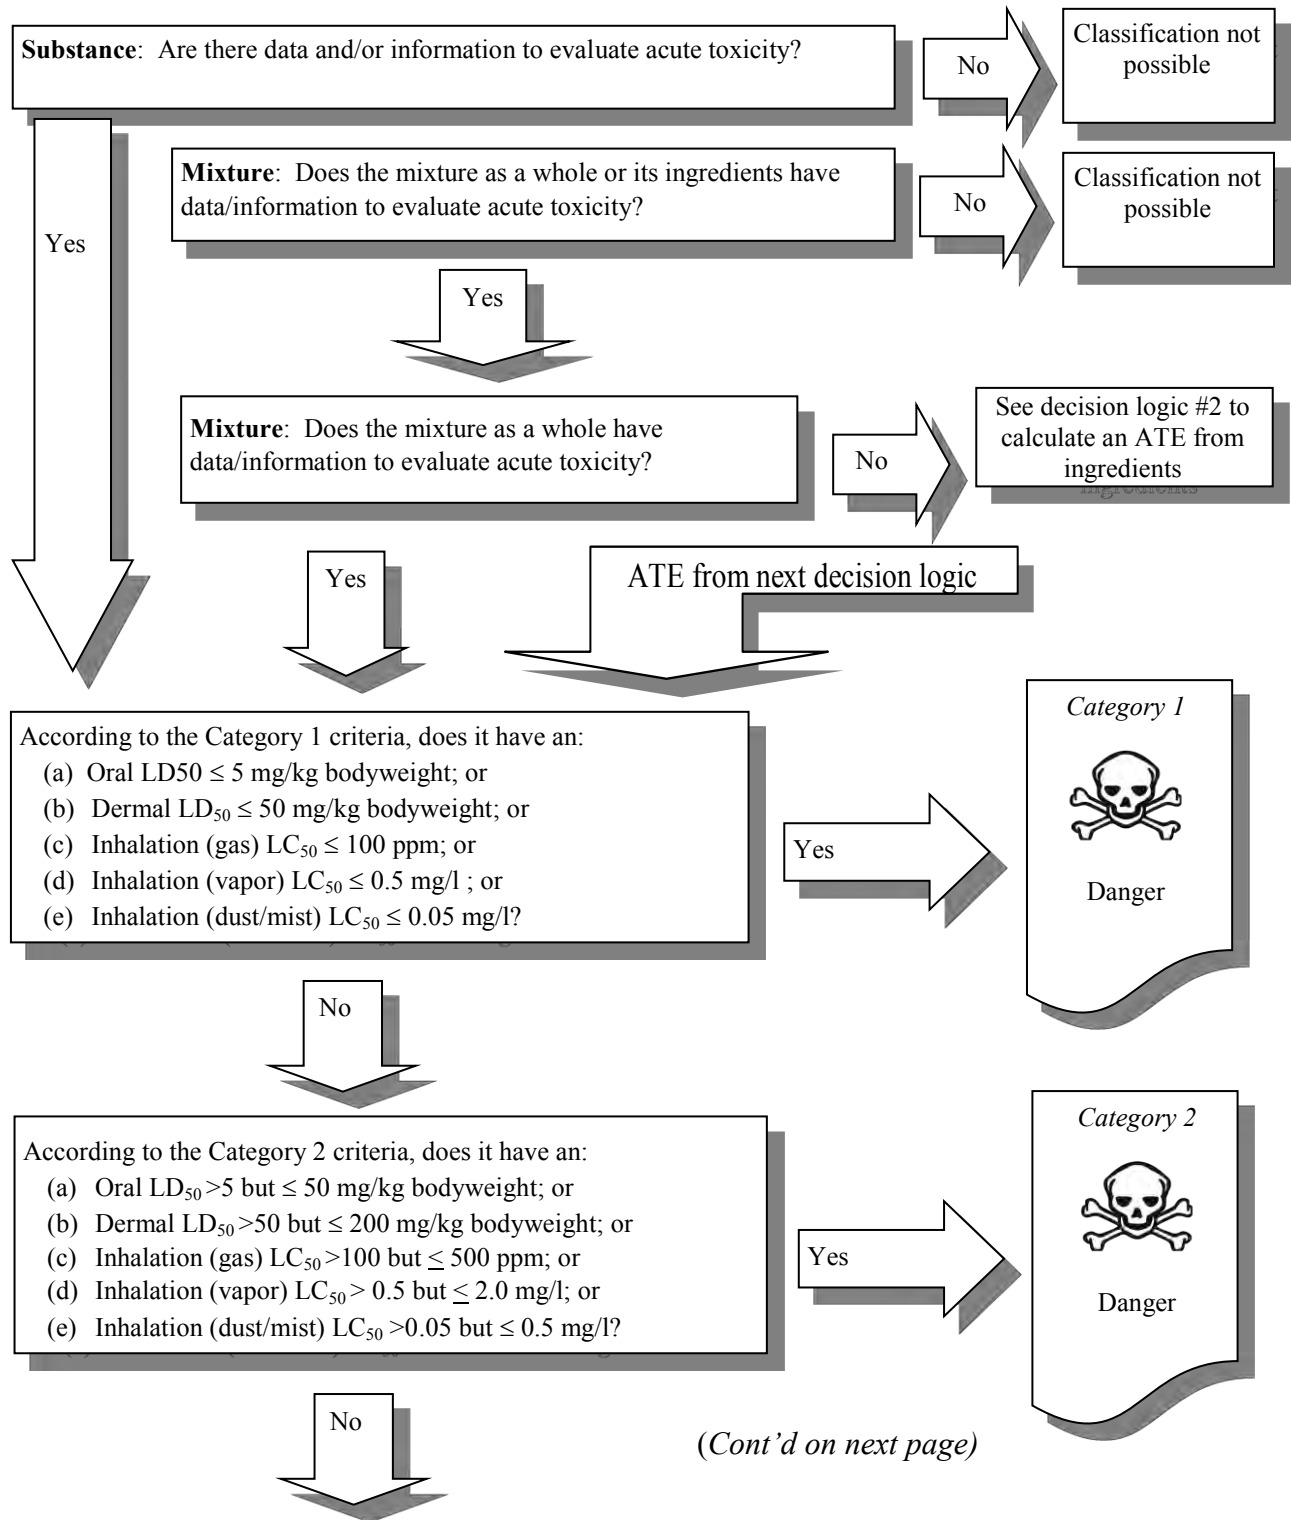 Substance: Are there data and/or information to evaluate acute toxicity?
No
Classification not
possible
Mixture: Does the mixture as a whole or its ingredients have
data/information to evaluate acute toxicity?
No
Classification not
possible
Yes
Yes
Mixture: Does the mixture as a whole have
data/information to evaluate acute toxicity?
No
See decision logic #2 to
calculate an ATE from
ingredients
Yes
ATE from next decision logic
According to the Category 1 criteria, does it have an:
(a) Oral LD50 ≤ 5 mg/kg bodyweight; or
(b) Dermal LD₅₀ ≤ 50 mg/kg bodyweight; or
(c) Inhalation (gas) LC₅₀ ≤ 100 ppm; or
(d) Inhalation (vapor) LC₅₀ ≤ 0.5 mg/l ; or
(e) Inhalation (dust/mist) LC₅₀ ≤ 0.05 mg/l?
Yes
Category 1
Danger
No
According to the Category 2 criteria, does it have an:
(a) Oral LD₅₀ >5 but ≤ 50 mg/kg bodyweight; or
(b) Dermal LD₅₀ >50 but ≤ 200 mg/kg bodyweight; or
(c) Inhalation (gas) LC₅₀ >100 but ≤ 500 ppm; or
(d) Inhalation (vapor) LC₅₀ > 0.5 but ≤ 2.0 mg/l; or
(e) Inhalation (dust/mist) LC₅₀ >0.05 but ≤ 0.5 mg/l?
Yes
Category 2
Danger
No
(Cont’d on next page)